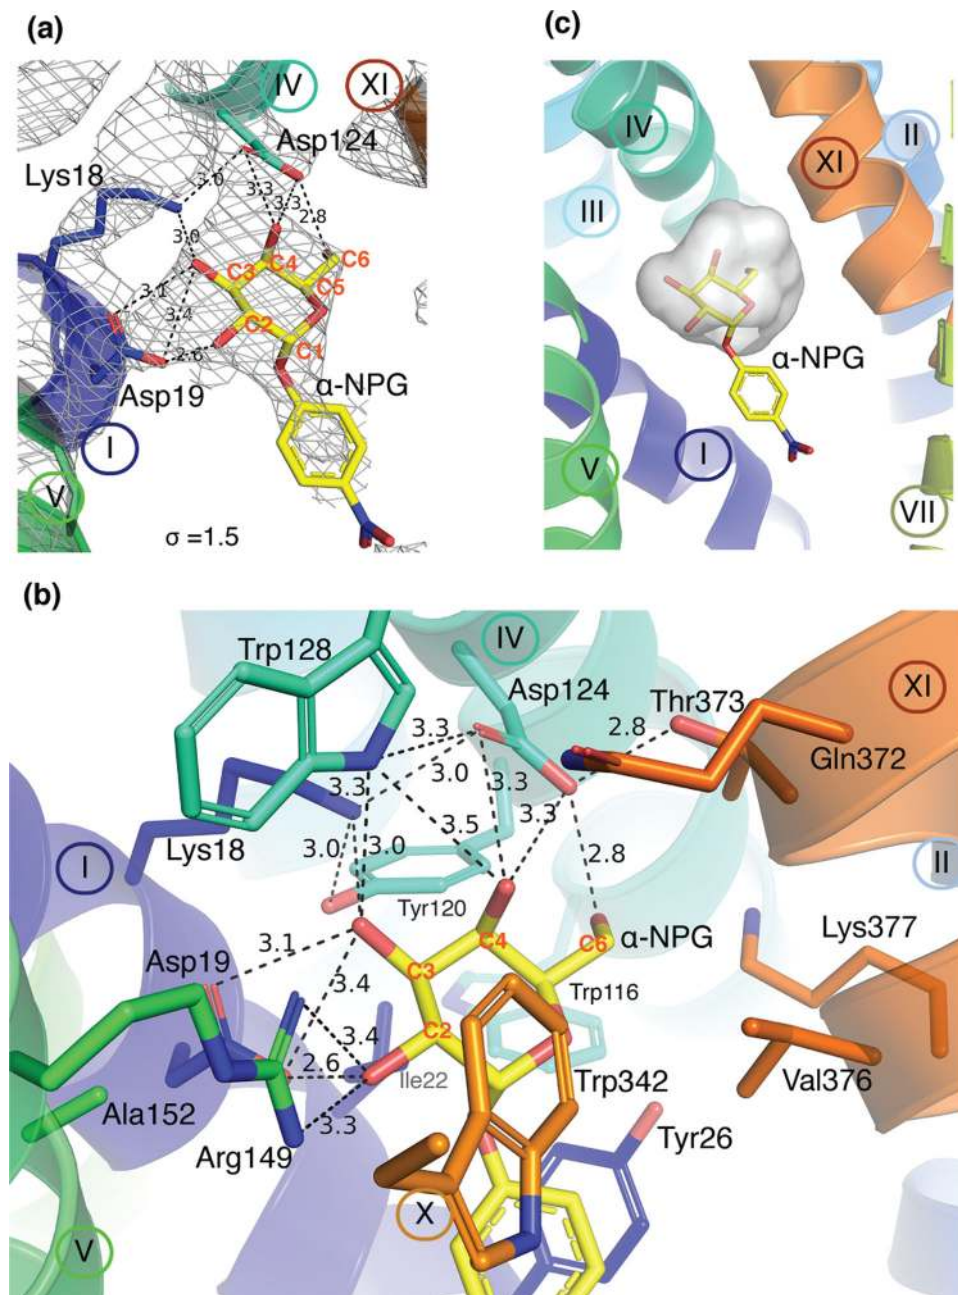 (a)
IV
XI
Asp124
Lys18
3.0
3.3
3.3
2.8
3.0
C6
C4
C3
C5
3.1
3.4
C2
2.6
C1
Asp19
α-NPG
I
V
σ =1.5
(c)
IV
II
XI
III
α-NPG
I
V
VII
(b)
Trp128
IV
Asp124
Thr373
XI
3.3
2.8
Gln372
3.0
3.3
3.3
3.3
3.5
Lys18
3.0
3.0
2.8
I
II
Tyr120
C4
C6
α-NPG
Lys377
3.1
Asp19
C3
3.4
Trp116
3.4
C2
2.6
Ile22
Trp342
Val376
Ala152
3.3
Tyr26
Arg149
X
V